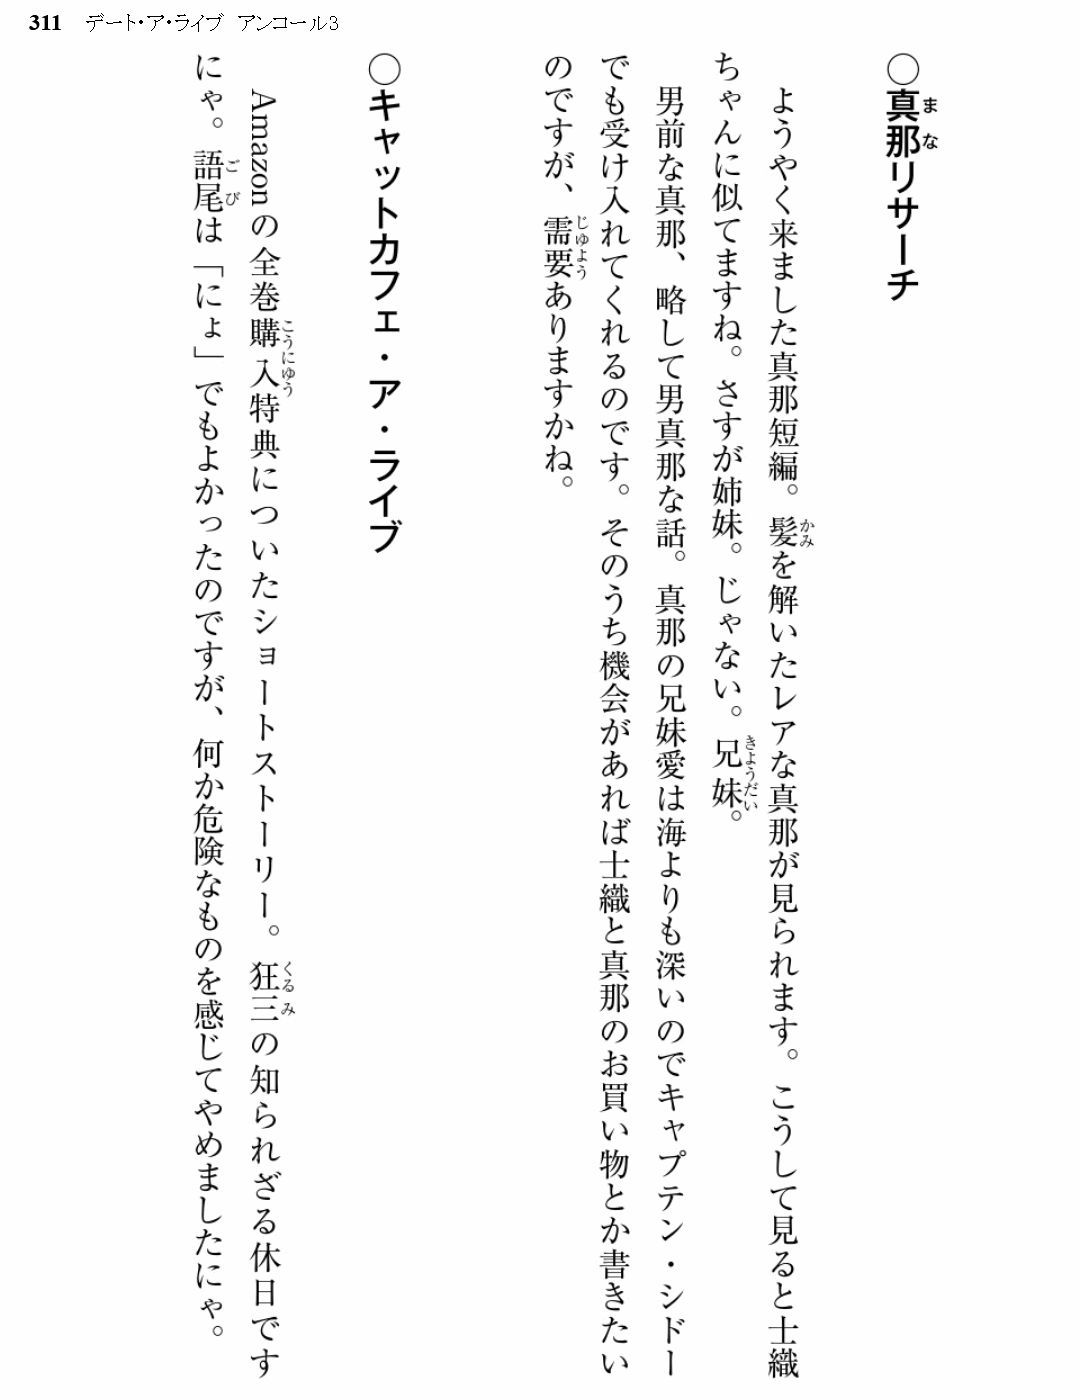 311 デート・ア・ライブ アンコール3
○真那リサーチ
ようやく来ました真那短編。髪を解いたレアな真那が見られます。こうして見ると士織
ちゃんに似てますね。さすが姉妹。じゃない。兄妹。
男前な真那、略して男真那な話。真那の兄妹愛は海よりも深いのでキャプテン・シドー
でも受け入れてくれるのです。そのうち機会があれば士織と真那のお買い物とか書きたい
のですが、需要ありますかね。
○キャットカフェ・ア・ライブ
Amazonの全巻購入特典についたショートストーリー。狂三の知られざる休日です
にゃ。語尾は「にょ」でもよかったのですが、何か危険なものを感じてやめましたにゃ。